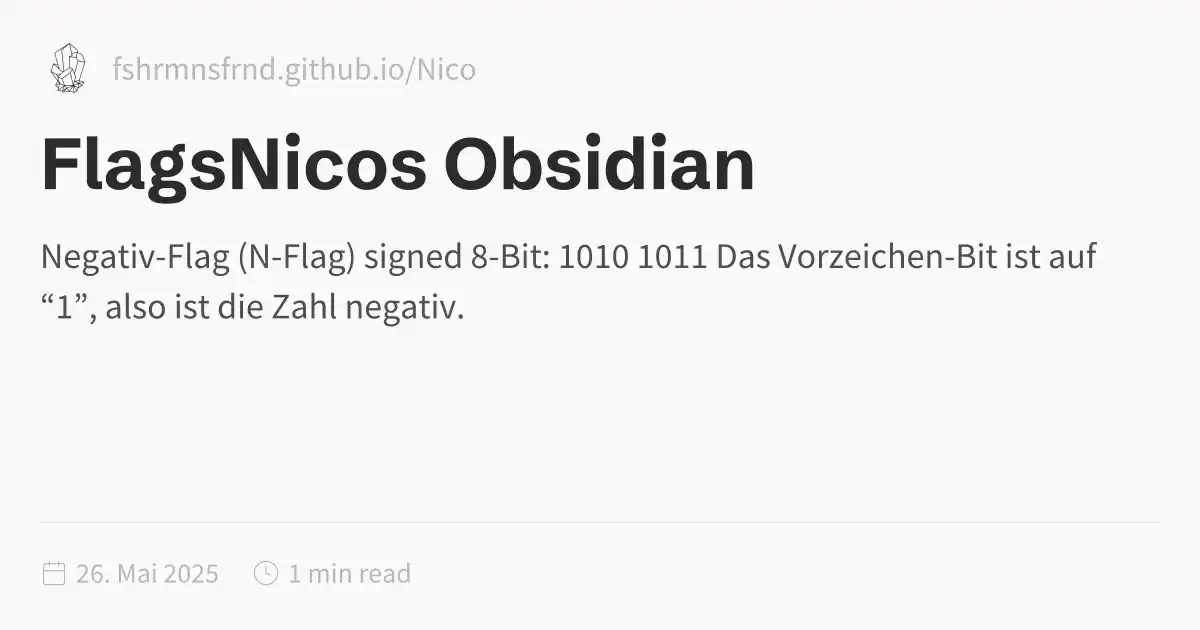 fshrmnsfrnd.github.io/Nico
FlagsNicos Obsidian
Negativ-Flag (N-Flag) signed 8-Bit: 1010 1011 Das Vorzeichen-Bit ist auf
“1”, also ist die Zahl negativ.
26. Mai 2025 1 min read